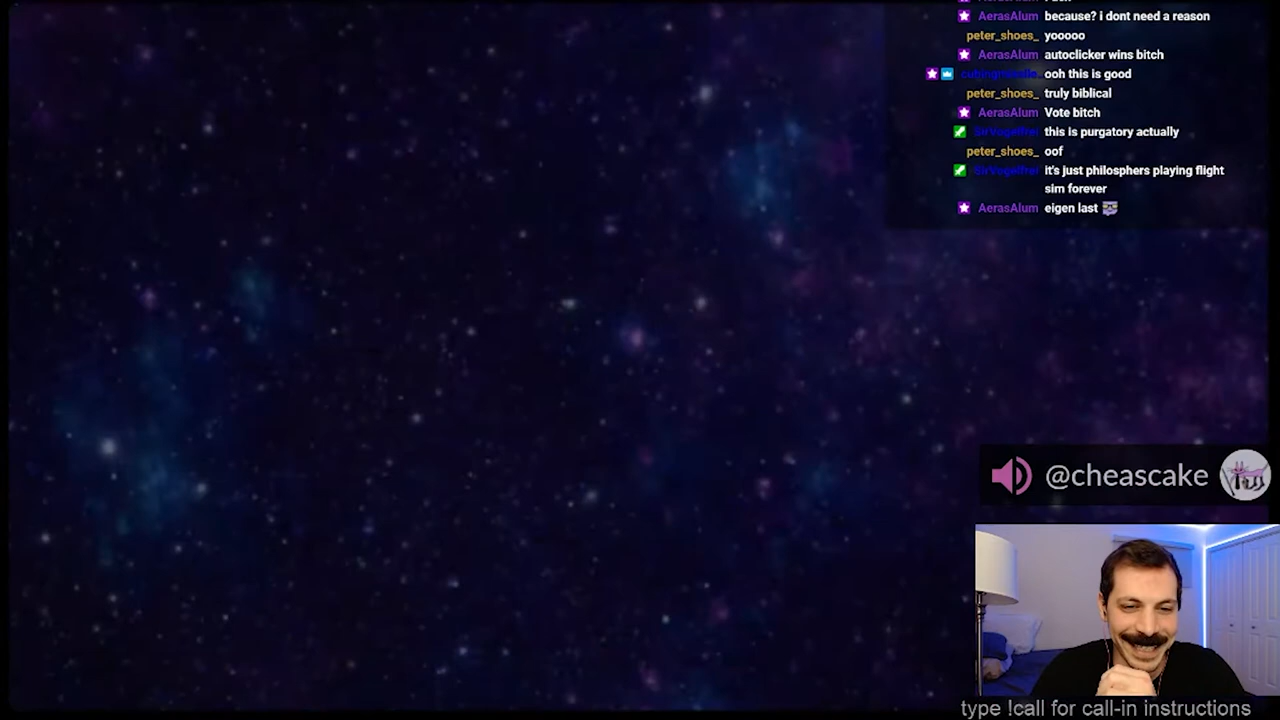 AerasAlum because? i dont need a reason
peter_shoes_ yooooo
AerasAlum autoclicker wins bitch
ooh this is good
peter_shoes_ truly biblical
AerasAlum Vote bitch
SirVogelfrei this is purgatory actually
peter_shoes_ oof
SirVogelfrei it's just philosphers playing flight
sim forever
AerasAlum eigen last
@cheascake
type !call for call-in instructions